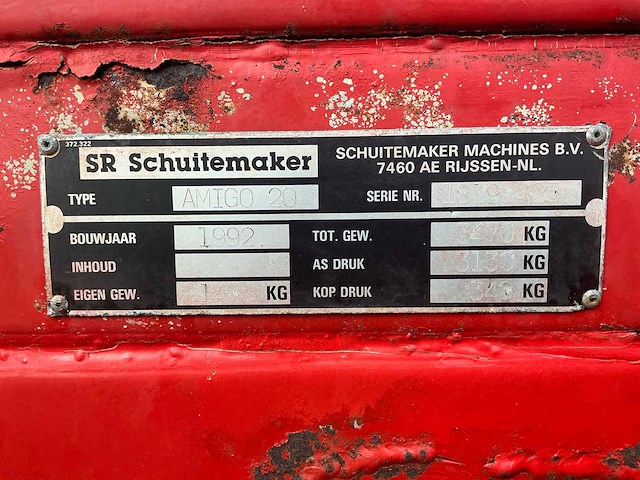 372.322
SR Schuitemaker
SCHUITEMAKER MACHINES B.V.
7460 AE RIJSSEN-NL.
TYPE AMIGO 20 SERIE NR.
BOUWJAAR 1992. TOT. GEW. KG
INHOUD AS DRUK KG
EIGEN GEW. KG KOP DRUK KG